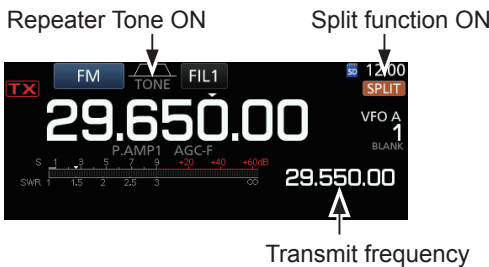 Repeater Tone ON
Split function ON
FM TONE FIL1 SD 12:00
TX SPLIT
29.650.00 VFO A
1
BLANK
P.AMP1 AGC-F
S 1 3 5 7 9 +20 +40 +60dB
SWR 1 1.5 2 2.5 3 ∞ 29.550.00
Transmit frequency